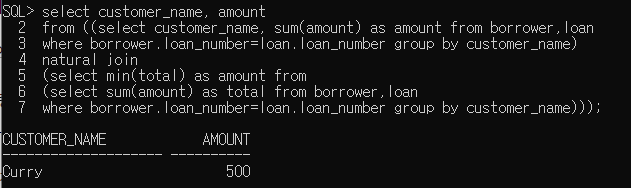 SQL> select customer_name, amount
2 from ((select customer_name, sum(amount) as amount from borrower,loan
3 where borrower.loan_number=loan.loan_number group by customer_name)
4 natural join
5 (select min(total) as amount from
6 (select sum(amount) as total from borrower,loan
7 where borrower.loan_number=loan.loan_number group by customer_name)));
CUSTOMER_NAME AMOUNT
-------------------- ----------
Curry 500